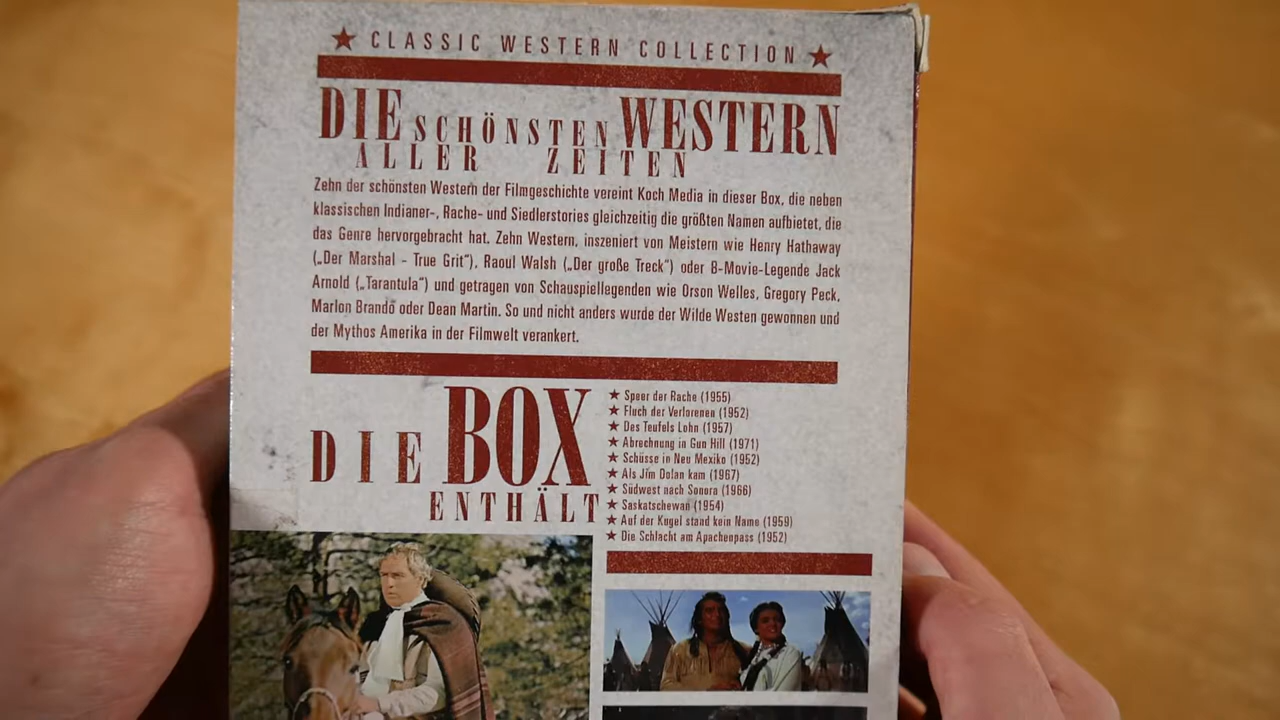 ★ CLASSIC WESTERN COLLECTION ★
DIE SCHÖNSTEN WESTERN
ALLER ZEITEN
Zehn der schönsten Western der Filmgeschichte vereint Koch Media in dieser Box, die neben
klassischen Indianer-, Rache- und Siedlerstories gleichzeitig die größten Namen aufbietet, die
das Genre hervorgebracht hat. Zehn Western, inszeniert von Meistern wie Henry Hathaway
(„Der Marshal - True Grit“), Raoul Walsh („Der große Treck“) oder B-Movie-Legende Jack
Arnold („Tarantula“) und getragen von Schauspiellegenden wie Orson Welles, Gregory Peck,
Marlon Brando oder Dean Martin. So und nicht anders wurde der Wilde Westen gewonnen und
der Mythos Amerika in der Filmwelt verankert.
DIE BOX
ENTHÄLT
★ Speer der Rache (1955)
★ Fluch der Verlorenen (1952)
★ Des Teufels Lohn (1957)
★ Abrechnung in Gun Hill (1971)
★ Schüsse in Neu Mexiko (1952)
★ Als Jim Dolan kam (1967)
★ Südwest nach Sonora (1966)
★ Saskatschewan (1954)
★ Auf der Kugel stand kein Name (1959)
★ Die Schlacht am Apachenpass (1952)